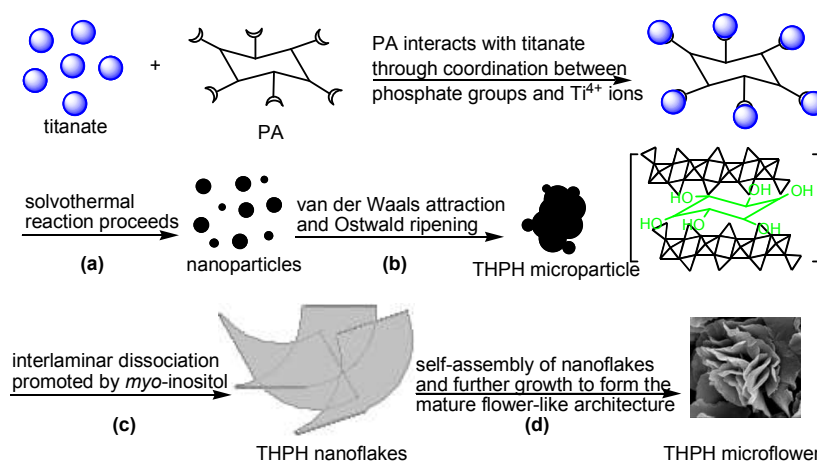 titanate
+
PA
PA interacts with titanate
through coordination between
phosphate groups and Ti4+ ions
solvothermal
reaction proceeds
(a)
nanoparticles
van der Waals attraction
and Ostwald ripening
(b)
THPH microparticle
OH
OH
OH
HO
HO
HO
OH
interlaminar dissociation
promoted by myo-inositol
(c)
THPH nanoflakes
self-assembly of nanoflakes
and further growth to form the
mature flower-like architecture
(d)
THPH microflower